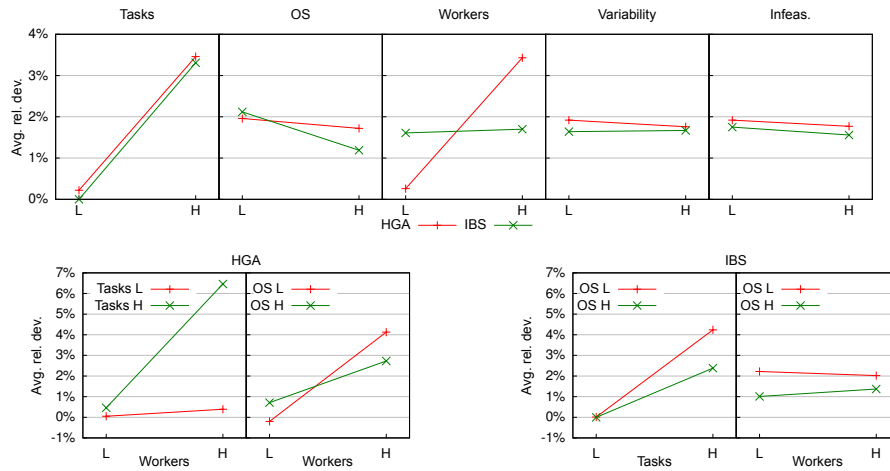 Tasks OS Workers Variability Infeas.
4%
3%
2%
1%
0%
Avg. rel. dev.
L H L H L H L H L H
HGA IBS
HGA IBS
7%
6%
5%
4%
3%
2%
1%
0%
-1%
Avg. rel. dev.
Tasks L
Tasks H
OS L
OS H
L H L H
Workers Workers
7%
6%
5%
4%
3%
2%
1%
0%
-1%
Avg. rel. dev.
OS L
OS H
OS L
OS H
L H L H
Tasks Workers